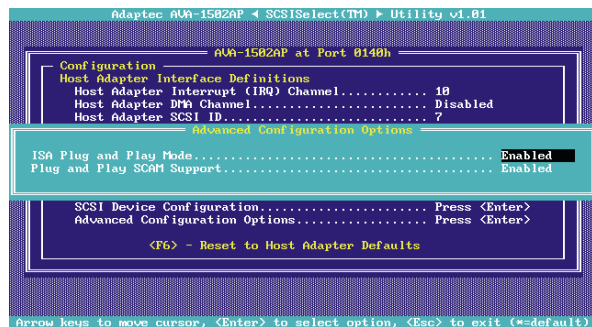 Adaptec AVA-1502AP ◄ SCSISelect(TM) ► Utility v1.01
AVA-1502AP at Port 0140h
Configuration
Host Adapter Interface Definitions
Host Adapter Interrupt (IRQ) Channel............ 10
Host Adapter DMA Channel........................ Disabled
Host Adapter SCSI ID............................ 7
Advanced Configuration Options
ISA Plug and Play Mode.......................................... Enabled
Plug and Play SCAM Support...................................... Enabled
SCSI Device Configuration....................... Press <Enter>
Advanced Configuration Options.................. Press <Enter>
<F6> - Reset to Host Adapter Defaults
Arrow keys to move cursor, <Enter> to select option, <Esc> to exit (*=default)